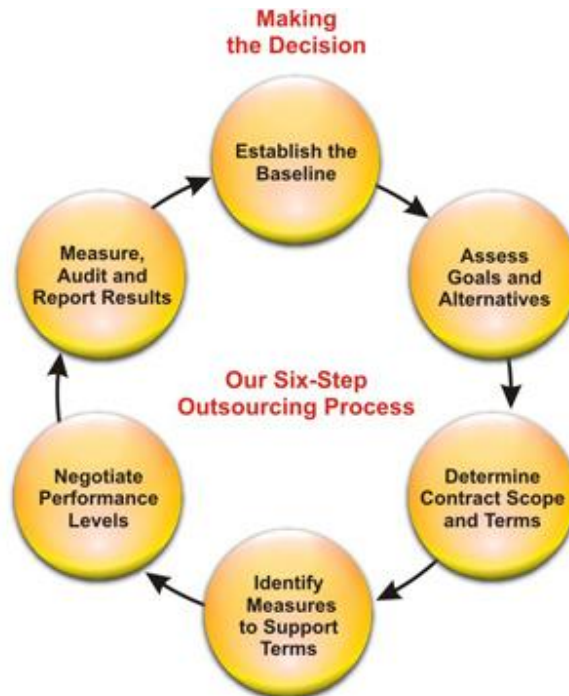 Making
the Decision
Establish the
Baseline
Assess
Goals and
Alternatives
Determine
Contract Scope
and Terms
Identify
Measures
to Support
Terms
Negotiate
Performance
Levels
Measure,
Audit and
Report Results
Our Six-Step
Outsourcing Process